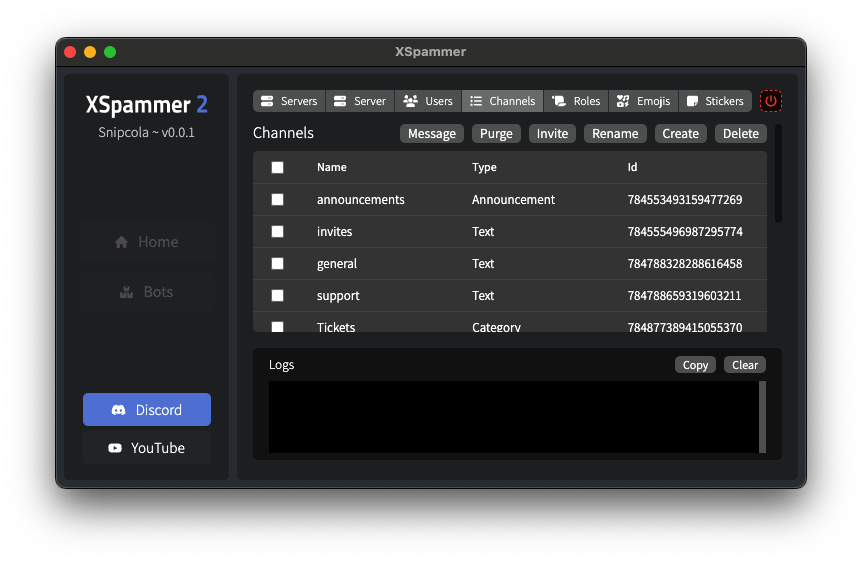 XSpammer
XSpammer 2
Snipcola ~ v0.0.1
Home
Bots
Discord
YouTube
Servers Server Users Channels Roles Emojis Stickers
Channels Message Purge Invite Rename Create Delete
Name Type Id
announcements Announcement 784553493159477269
invites Text 784555496987295774
general Text 784788328288616458
support Text 784788659319603211
Tickets Category 784877389415055370
Logs Copy Clear